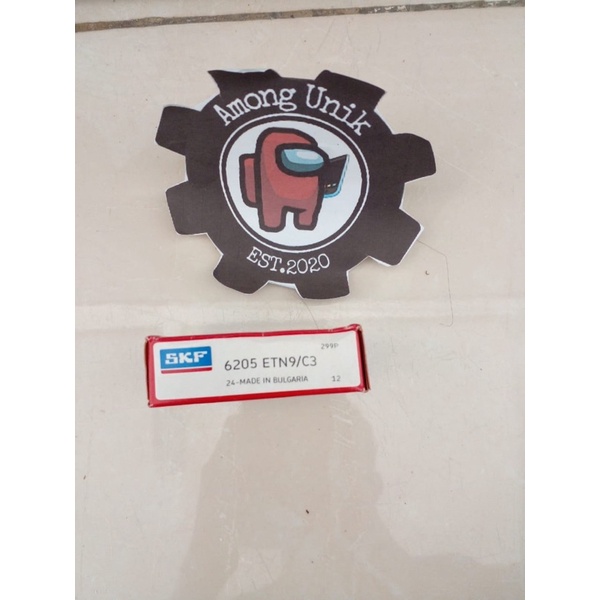 Among Unik
EST.2020
SKF
299P
6205 ETN9/C3
24-MADE IN BULGARIA 12